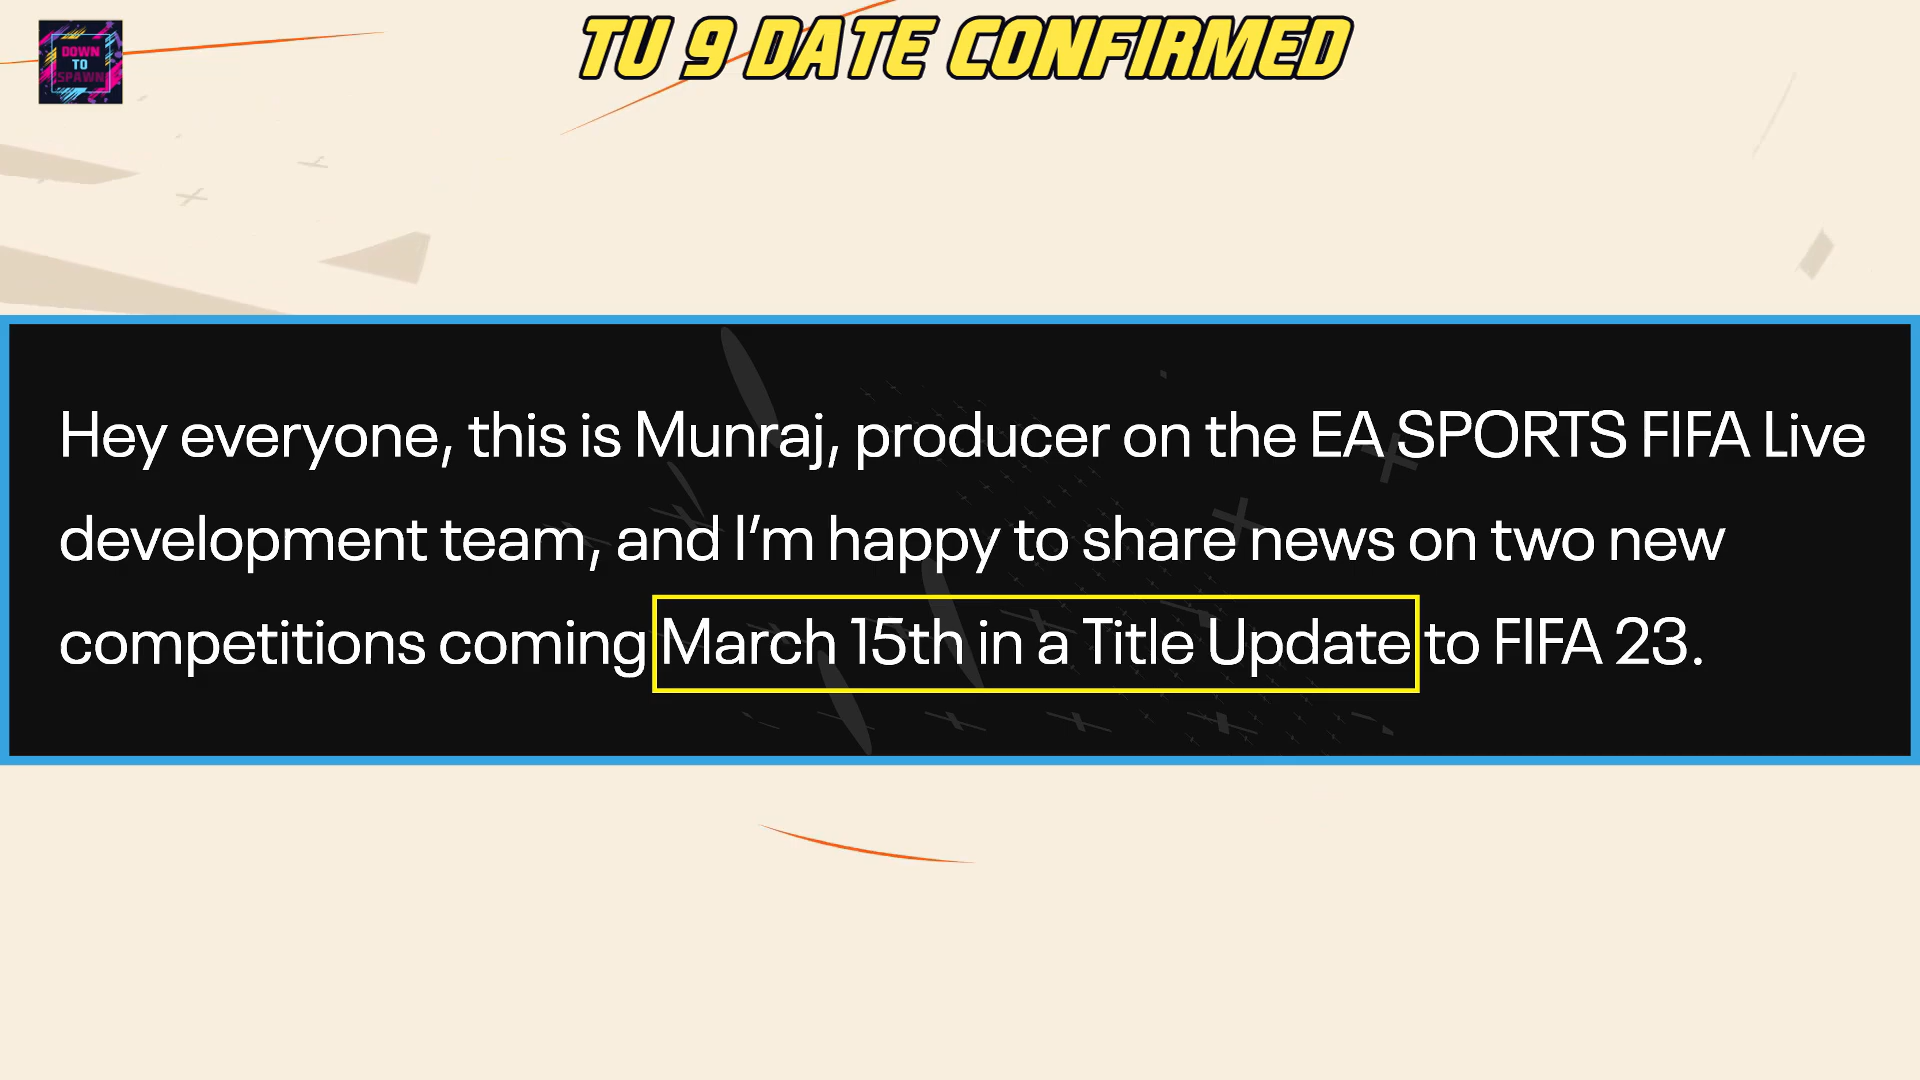 DOWN
TO
SPAWN
TU 9 DATE CONFIRMED
Hey everyone, this is Munraj, producer on the EA SPORTS FIFA Live
development team, and I’m happy to share news on two new
competitions coming March 15th in a Title Update to FIFA 23.